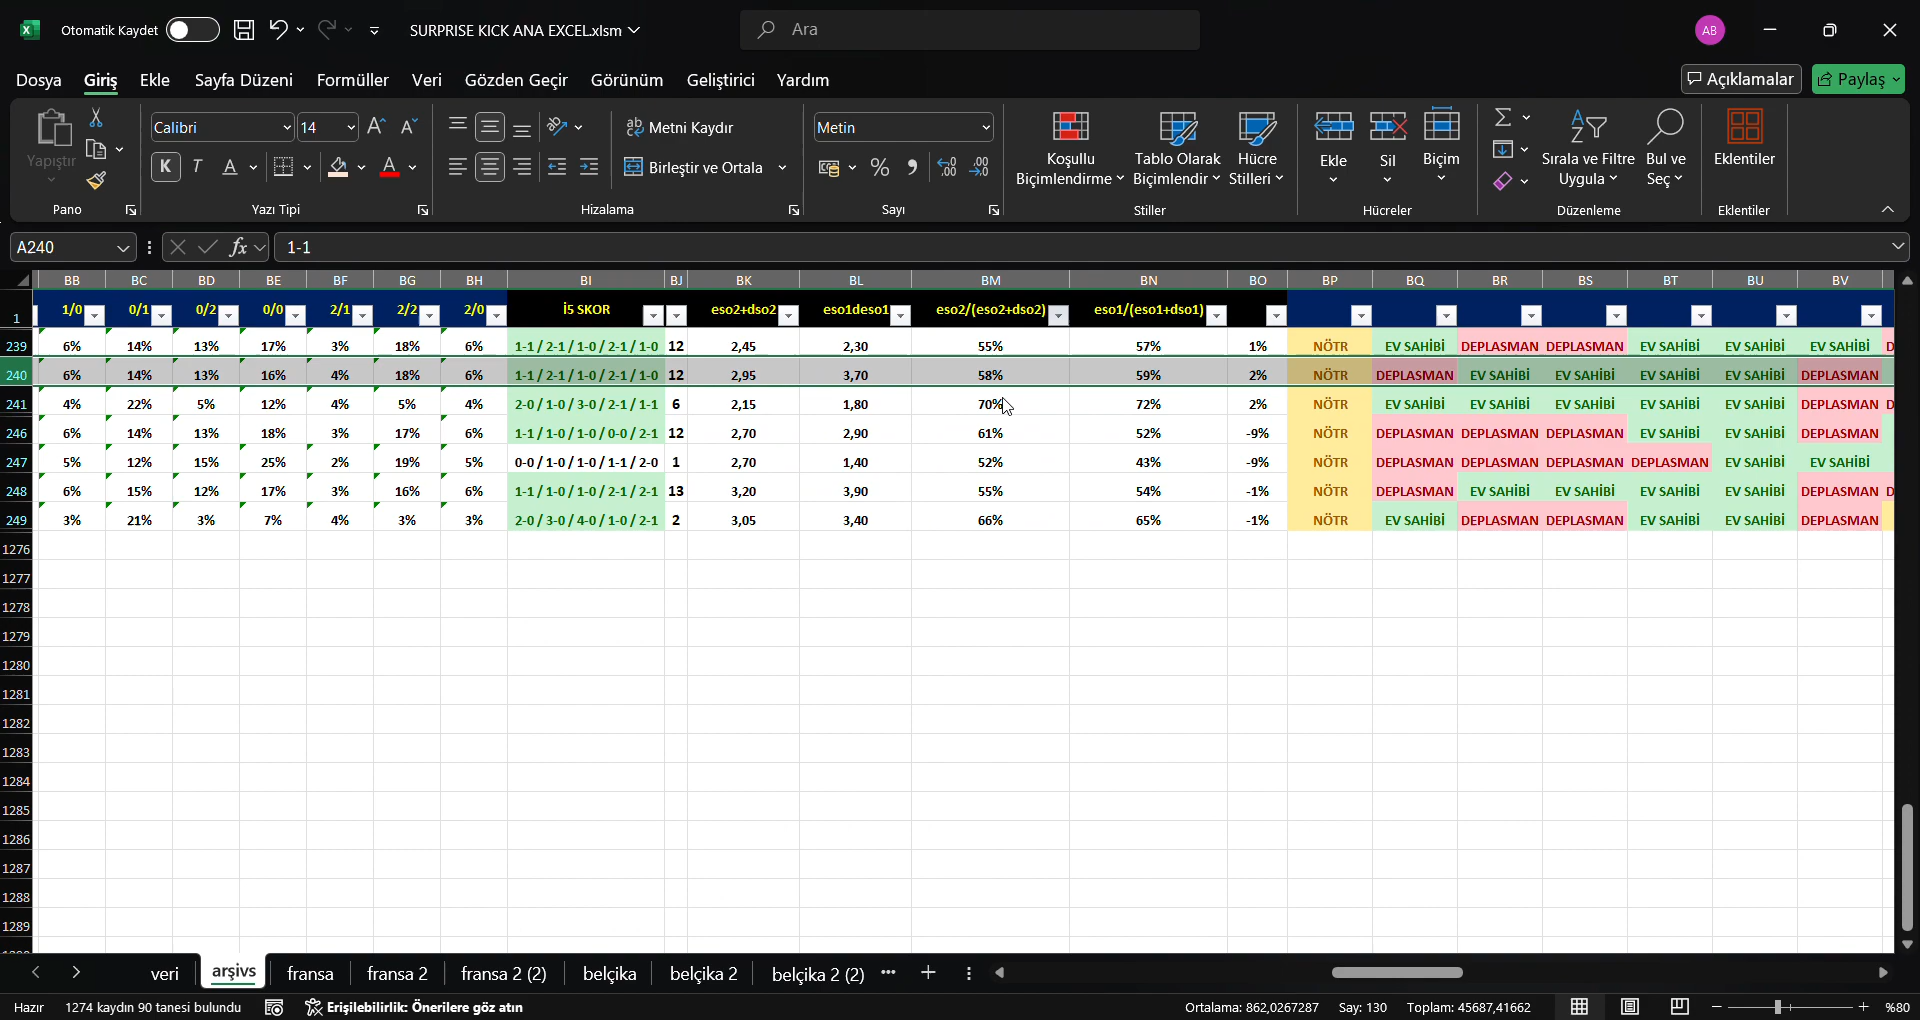 Otomatik Kaydet SURPRISE KICK ANA EXCEL.xlsm Ara AB
Dosya Giriş Ekle Sayfa Düzeni Formüller Veri Gözden Geçir Görünüm Geliştirici Yardım Açıklamalar Paylaş
Yapıştır
Calibri 14
K T A A
Metni Kaydır
Birleştir ve Ortala
Metin
% 
Koşullu Biçimlendirme
Tablo Olarak Biçimlendir
Hücre Stilleri
Ekle Sil Biçim
Sırala ve Filtre Uygula
Bul ve Seç
Eklentiler
Pano Yazı Tipi Hizalama Sayı Stiller Hücreler Düzenleme Eklentiler
A240 fx 1-1
BB BC BD BE BF BG BH BI BJ BK BL BM BN BO BP BQ BR BS BT BU BV
1 1/0 0/1 0/2 0/0 2/1 2/2 2/0 İ5 SKOR eso2+dso2 eso1deso1 eso2/(eso2+dso2) eso1/(eso1+dso1)
239 6% 14% 13% 17% 3% 18% 6% 1-1 / 2-1 / 1-0 / 2-1 / 1-0 12 2,45 2,30 55% 57% 1% NÖTR EV SAHİBİ DEPLASMAN DEPLASMAN EV SAHİBİ EV SAHİBİ EV SAHİBİ D
240 6% 14% 13% 16% 4% 18% 6% 1-1 / 2-1 / 1-0 / 2-1 / 1-0 12 2,95 3,70 58% 59% 2% NÖTR DEPLASMAN EV SAHİBİ EV SAHİBİ EV SAHİBİ EV SAHİBİ DEPLASMAN
241 4% 22% 5% 12% 4% 5% 4% 2-0 / 1-0 / 3-0 / 2-1 / 1-1 6 2,15 1,80 70% 72% 2% NÖTR EV SAHİBİ EV SAHİBİ EV SAHİBİ EV SAHİBİ EV SAHİBİ DEPLASMAN D
246 6% 14% 13% 18% 3% 17% 6% 1-1 / 1-0 / 1-0 / 0-0 / 2-1 12 2,70 2,90 61% 52% -9% NÖTR DEPLASMAN DEPLASMAN DEPLASMAN EV SAHİBİ EV SAHİBİ DEPLASMAN
247 5% 12% 15% 25% 2% 19% 5% 0-0 / 1-0 / 1-0 / 1-1 / 2-0 1 2,70 1,40 52% 43% -9% NÖTR DEPLASMAN DEPLASMAN DEPLASMAN DEPLASMAN EV SAHİBİ EV SAHİBİ
248 6% 15% 12% 17% 3% 16% 6% 1-1 / 1-0 / 1-0 / 2-1 / 2-1 13 3,20 3,90 55% 54% -1% NÖTR DEPLASMAN EV SAHİBİ EV SAHİBİ EV SAHİBİ EV SAHİBİ DEPLASMAN D
249 3% 21% 3% 7% 4% 3% 3% 2-0 / 3-0 / 4-0 / 1-0 / 2-1 2 3,05 3,40 66% 65% -1% NÖTR EV SAHİBİ DEPLASMAN DEPLASMAN EV SAHİBİ EV SAHİBİ DEPLASMAN
1276
1277
1278
1279
1280
1281
1282
1283
1284
1285
1286
1287
1288
1289
veri arşivs fransa fransa 2 fransa 2 (2) belçika belçika 2 belçika 2 (2)
Hazır 1274 kaydın 90 tanesi bulundu Erişilebilirlik: Önerilere göz atın Ortalama: 862,0267287 Say: 130 Toplam: 45687,41662 %80